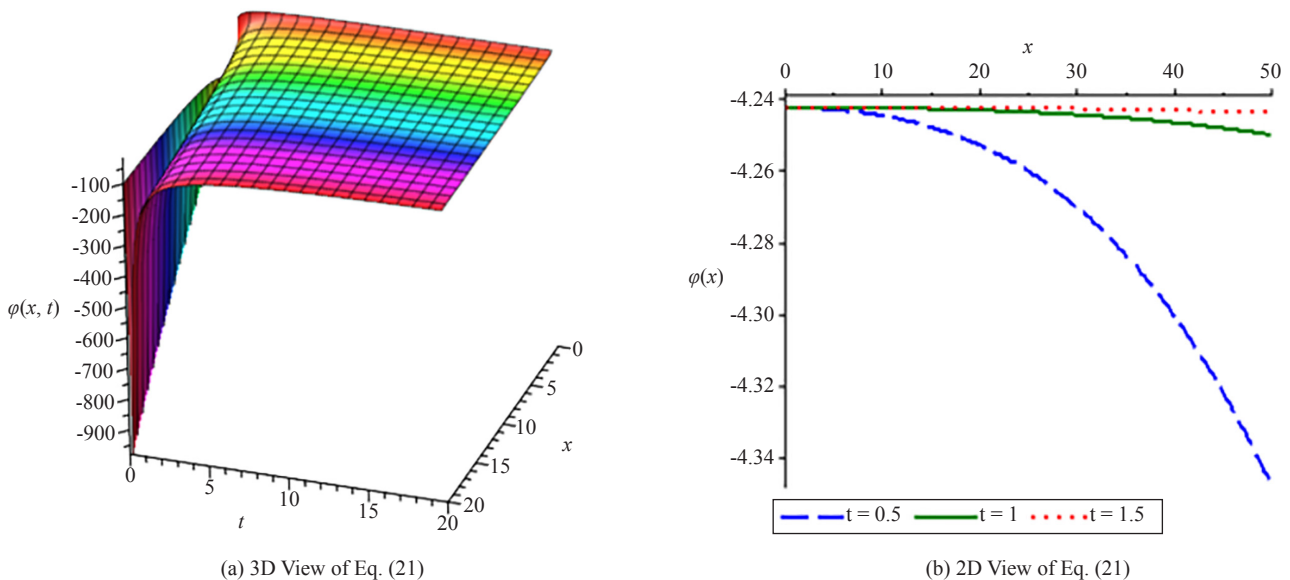 -100
-200
-300
-400
φ(x, t)
-500
-600
-700
-800
-900
0
5
10
15
20
t
0
5
10
15
20
x
(a) 3D View of Eq. (21)
x
0 10 20 30 40 50
-4.24
-4.26
φ(x)
-4.28
-4.30
-4.32
-4.34
t = 0.5 t = 1 t = 1.5
(b) 2D View of Eq. (21)